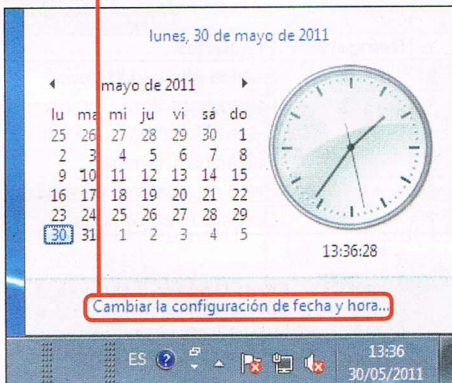 lunes, 30 de mayo de 2011
mayo de 2011
lu ma mi ju vi sá do
25 26 27 28 29 30 1
2 3 4 5 6 7 8
9 10 11 12 13 14 15
16 17 18 19 20 21 22
23 24 25 26 27 28 29
30 31 1 2 3 4 5
13:36:28
Cambiar la configuración de fecha y hora...
ES
13:36
30/05/2011